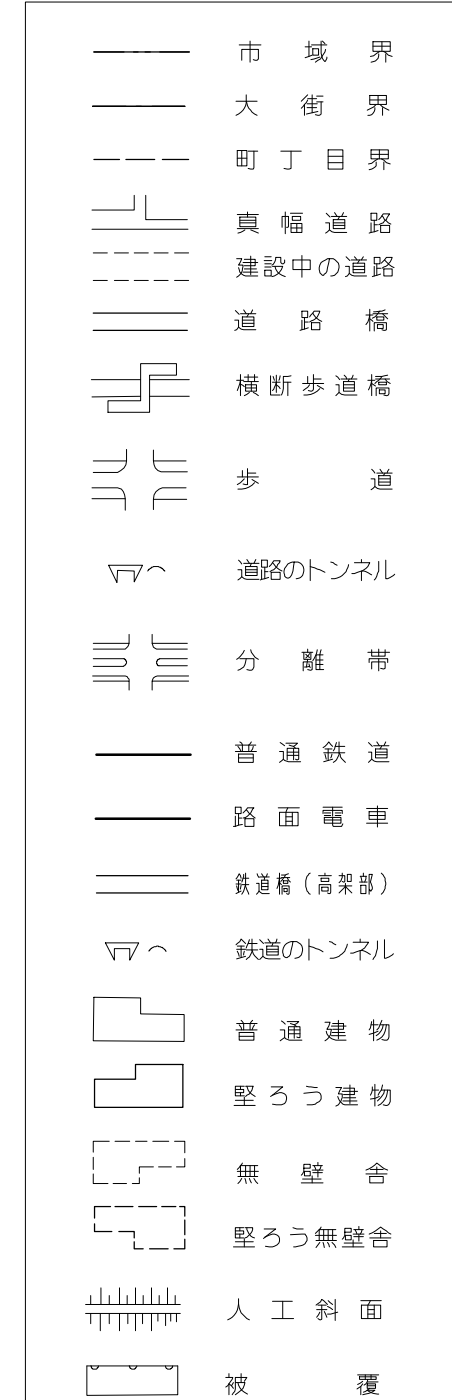 市域界
大街界
町丁目界
真幅道路
建設中の道路
道路橋
横断歩道橋
歩道
道路のトンネル
分離帯
普通鉄道
路面電車
鉄道橋（高架部）
鉄道のトンネル
普通建物
堅ろう建物
無壁舎
堅ろう無壁舎
人工斜面
被覆